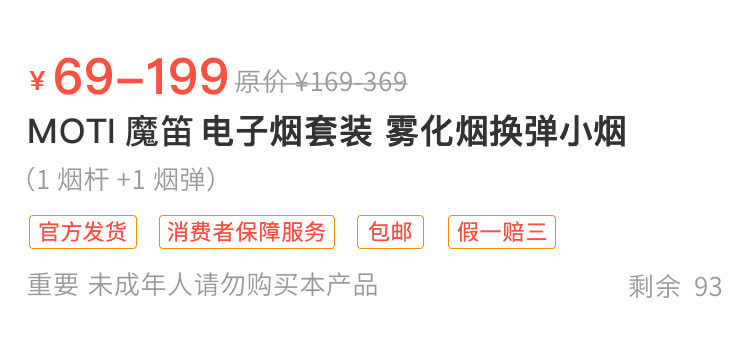 ¥ 69–199 原价 ¥169-369
MOTI 魔笛 电子烟套装 雾化烟换弹小烟
（1 烟杆 +1 烟弹）
官方发货 消费者保障服务 包邮 假一赔三
重要 未成年人请勿购买本产品 剩余 93